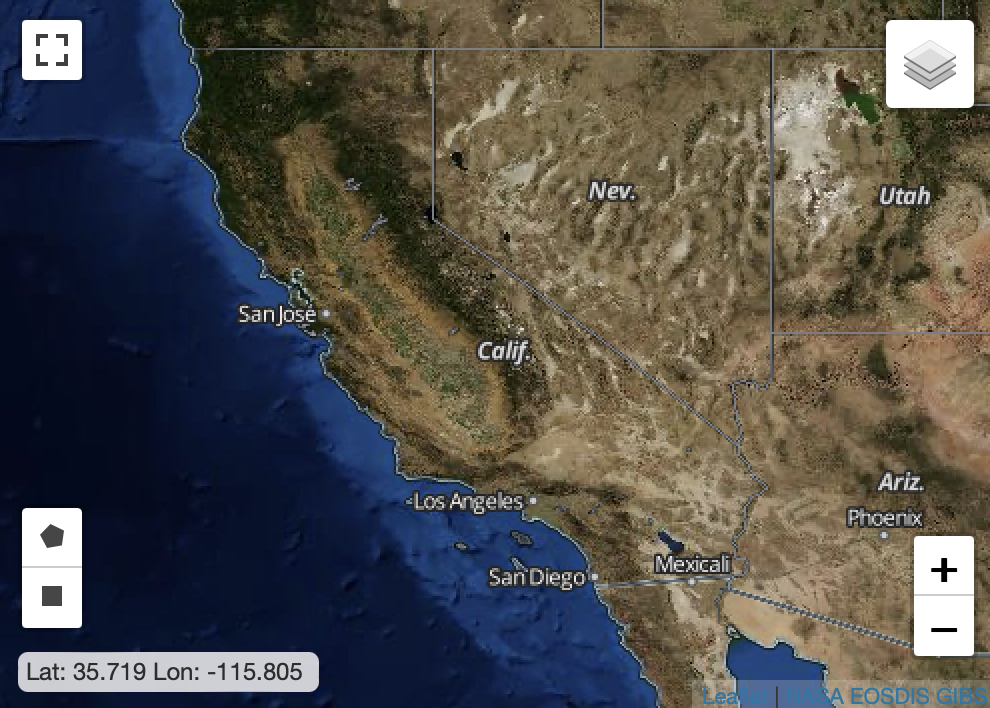 Nev.
Utah
San José
Calif.
Ariz.
Los Angeles
Phoenix
Mexicali
San Diego
+
−
Lat: 35.719 Lon: -115.805
Leaflet | NASA EOSDIS GIBS